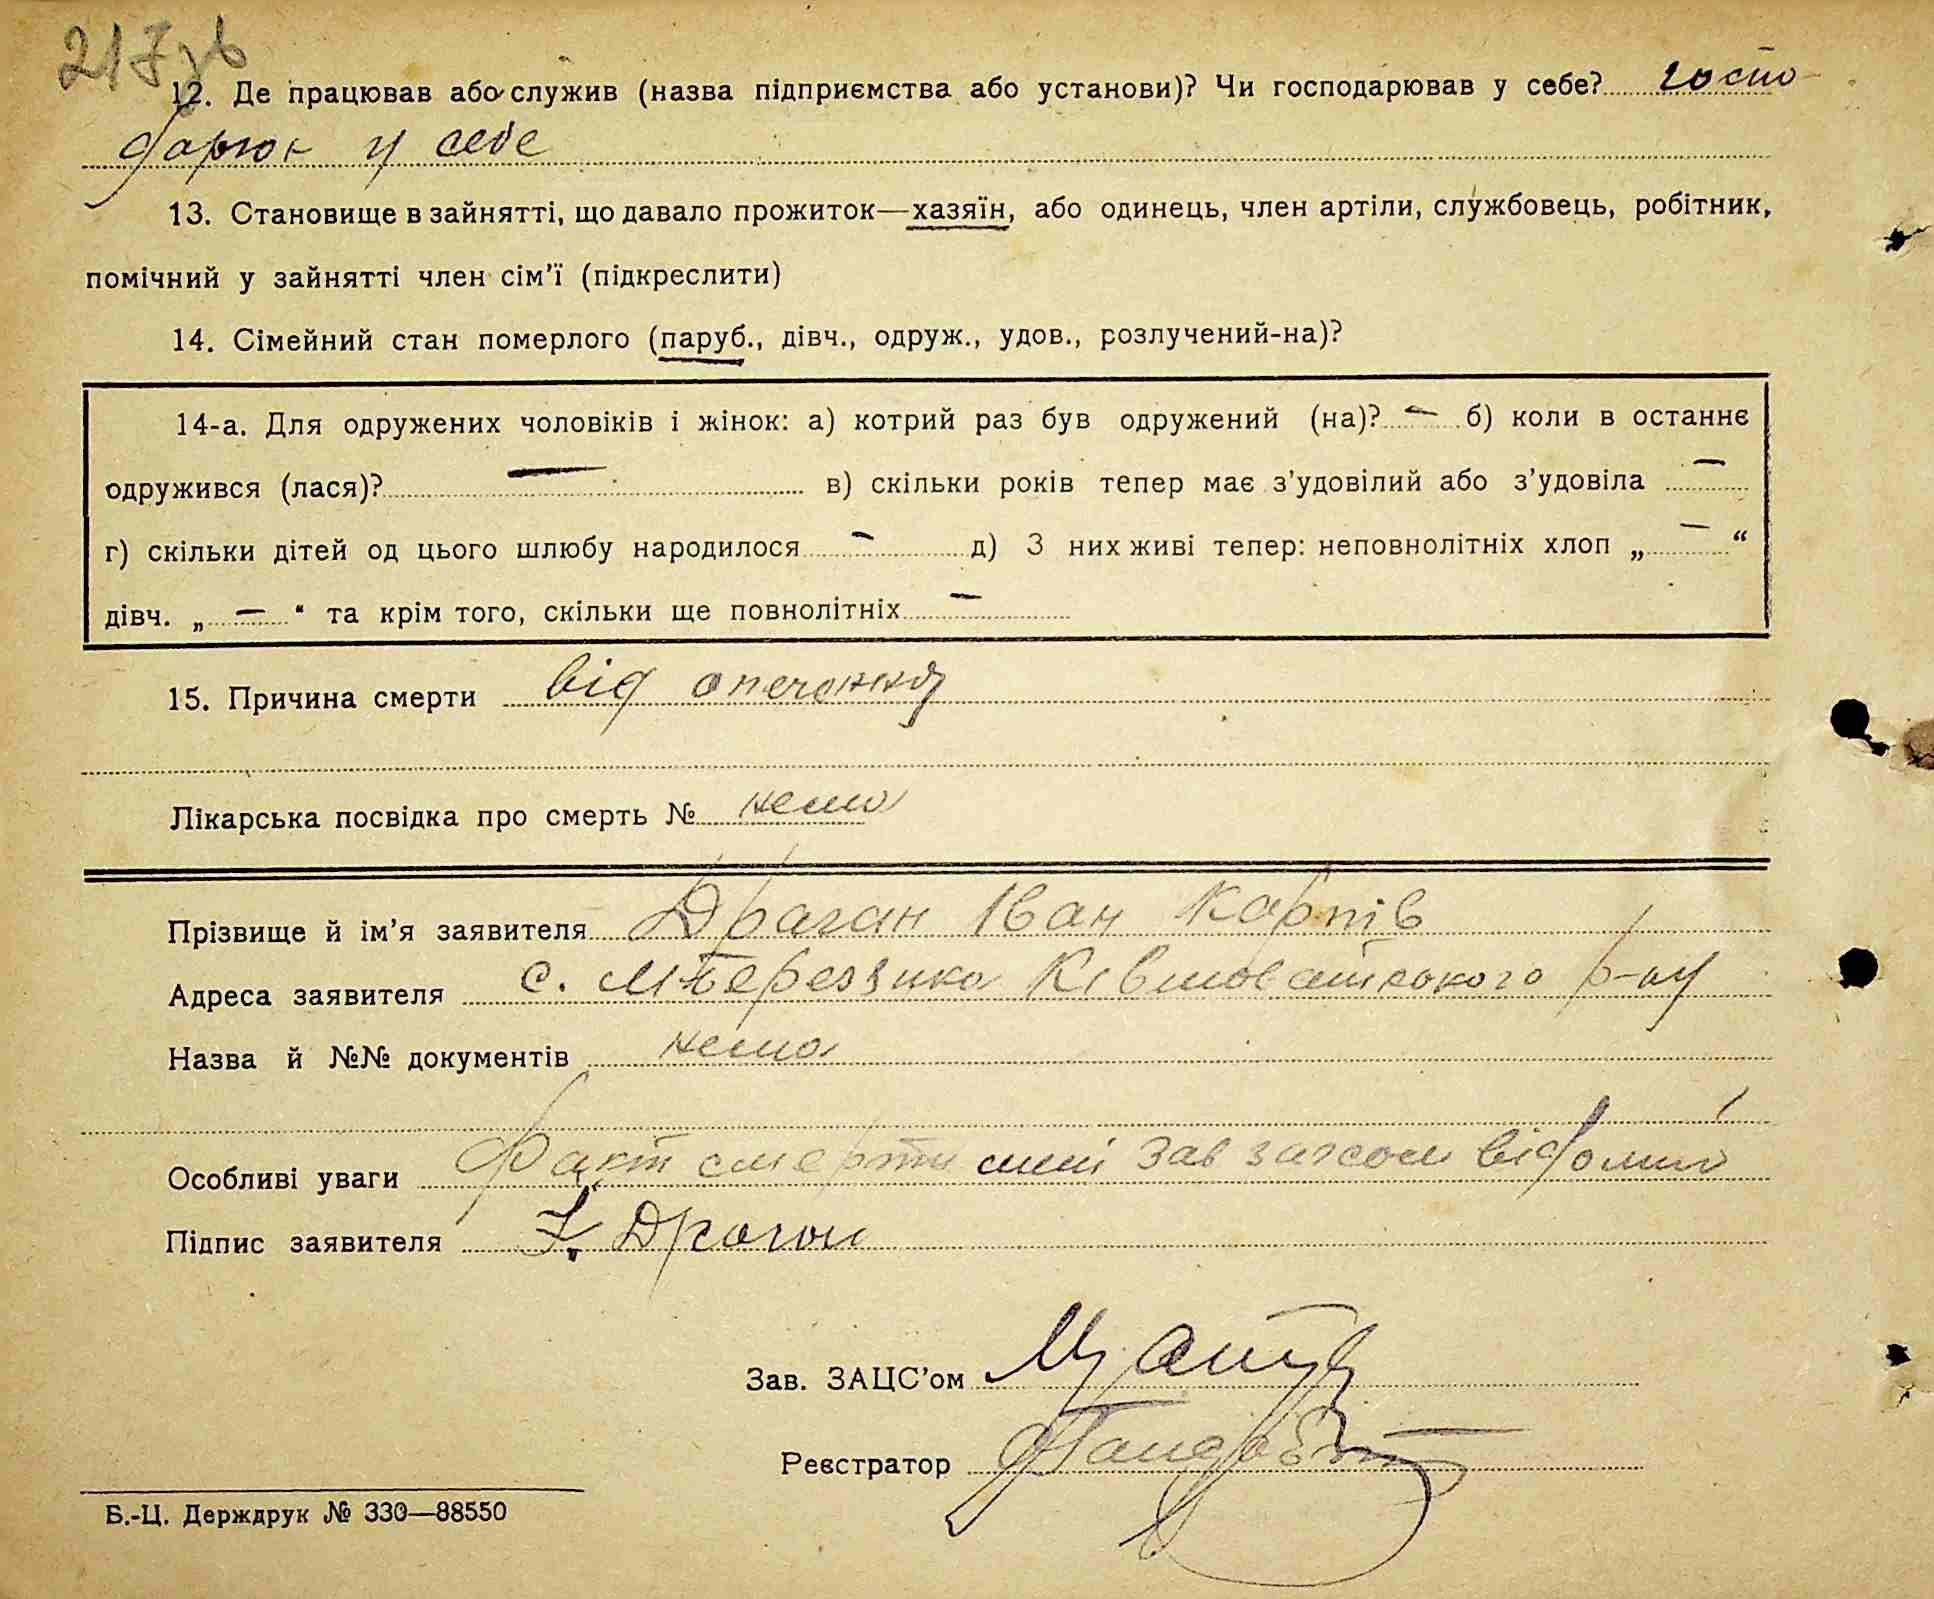 217зв
12. Де працював або служив (назва підприємства або установи)? Чи господарював у себе? госпо-
дарює у себе
13. Становище в зайнятті, що давало прожиток—хазяїн, або одинець, член артіли, службовець, робітник,
помічний у зайнятті член сім'ї (підкреслити)
14. Сімейний стан померлого (паруб., дівч., одруж., удов., розлучений-на)?
14-а. Для одружених чоловіків і жінок: а) котрий раз був одружений (на)? — б) коли в останнє
одружився (лася)? — в) скільки років тепер має з'удовілий або з'удовіла —
г) скільки дітей од цього шлюбу народилося — д) З них живі тепер: неповнолітніх хлоп „ — “
дівч. „ — “ та крім того, скільки ще повнолітніх —
15. Причина смерти від опечення
Лікарська посвідка про смерть № нема
Прізвище й ім'я заявителя Драган Іван Карпів
Адреса заявителя с. М Березянка Ківшоватського р-ну
Назва й №№ документів нема
Особливі уваги Факт смерти мені Зав загсом відомий
Підпис заявителя І. Драган
Зав. ЗАЦС'ом
Реєстратор
Б.-Ц. Держдрук № 330—88550